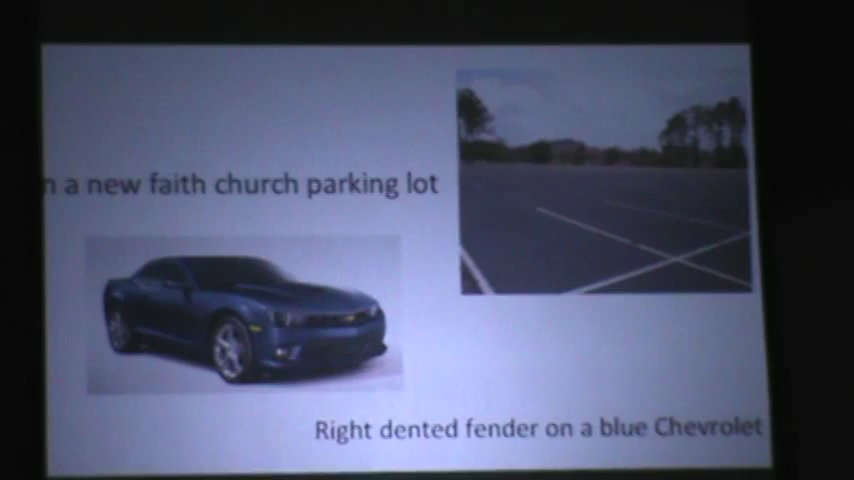 n a new faith church parking lot
Right dented fender on a blue Chevrolet